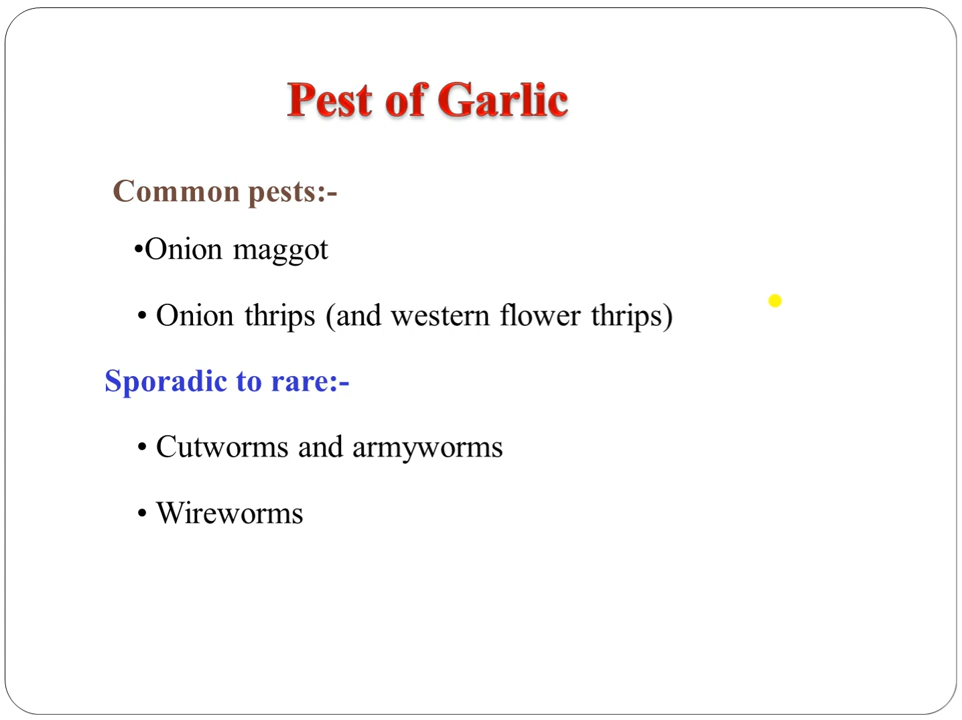 Pest of Garlic
Common pests:-
•Onion maggot
• Onion thrips (and western flower thrips)
Sporadic to rare:-
• Cutworms and armyworms
• Wireworms